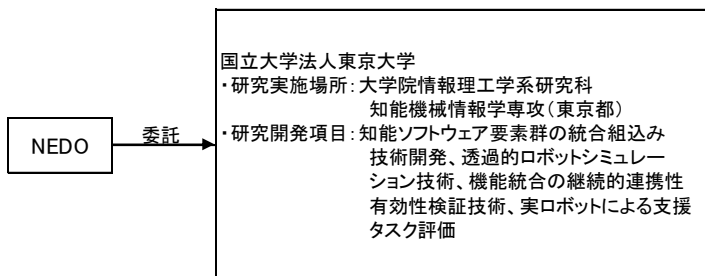 国立大学法人東京大学
・研究実施場所：大学院情報理工学系研究科
知能機械情報学専攻（東京都）
NEDO
委託
・研究開発項目：知能ソフトウェア要素群の統合組込み
技術開発、透過的ロボットシミュレー
ション技術、機能統合の継続的連携性
有効性検証技術、実ロボットによる支援
タスク評価